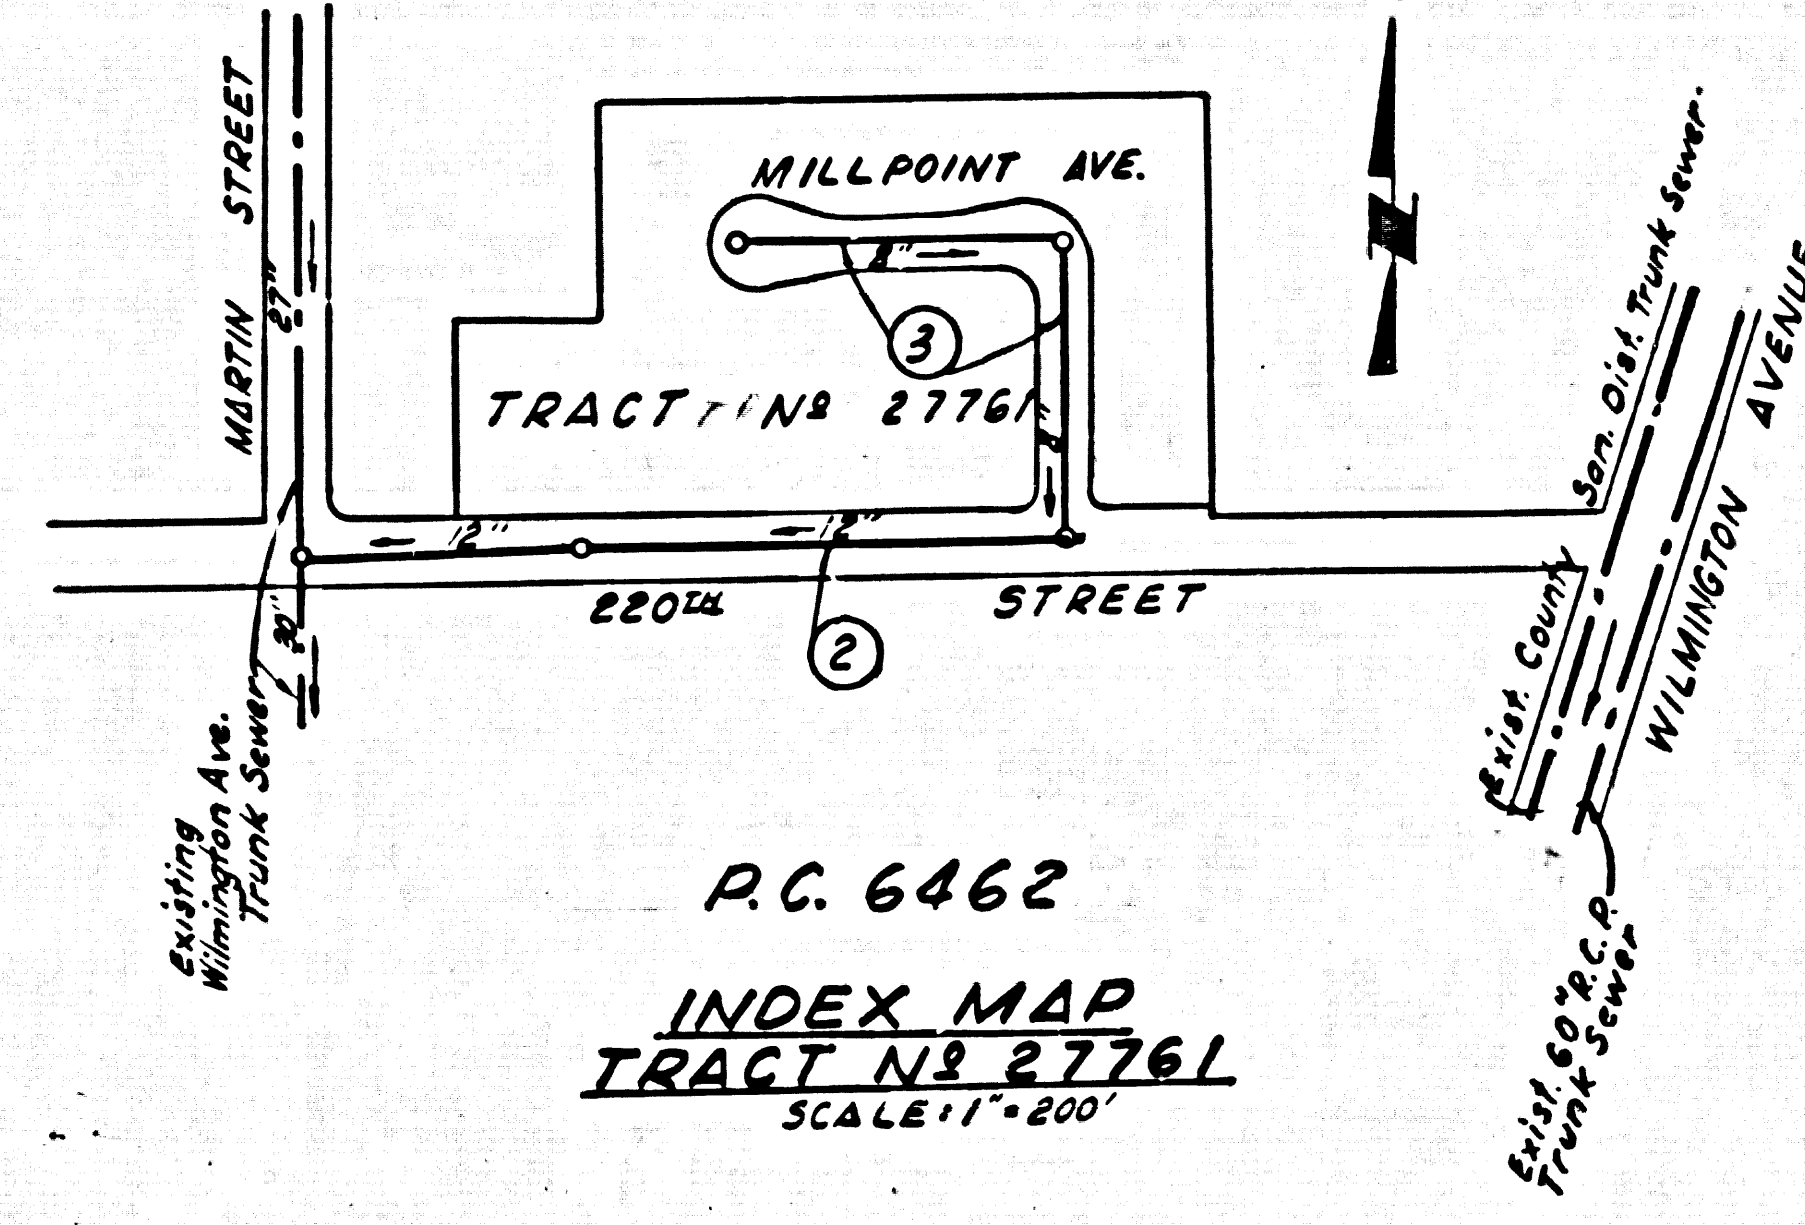 MARTIN STREET
27"
MILLPOINT AVE.
8"
3
TRACT Nº 27761
8"
12"
12"
220TH STREET
2
30"
Existing
Wilmington Ave.
Trunk Sewer
N
Exist. County San. Dist. Trunk Sewer.
WILMINGTON AVENUE
Exist. 60" R.C.P.
Trunk Sewer
P.C. 6462
INDEX MAP
TRACT Nº 27761
SCALE: 1" = 200'